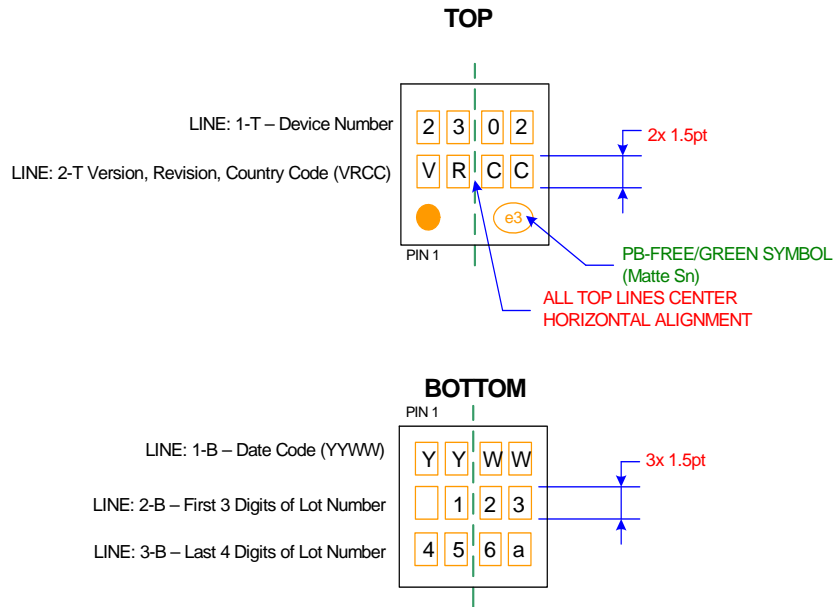 TOP
LINE: 1-T – Device Number
2 3 0 2
2x 1.5pt
LINE: 2-T Version, Revision, Country Code (VRCC)
V R C C
e3
PIN 1
PB-FREE/GREEN SYMBOL
(Matte Sn)
ALL TOP LINES CENTER
HORIZONTAL ALIGNMENT
BOTTOM
PIN 1
LINE: 1-B – Date Code (YYWW)
Y Y W W
3x 1.5pt
LINE: 2-B – First 3 Digits of Lot Number
1 2 3
LINE: 3-B – Last 4 Digits of Lot Number
4 5 6 a